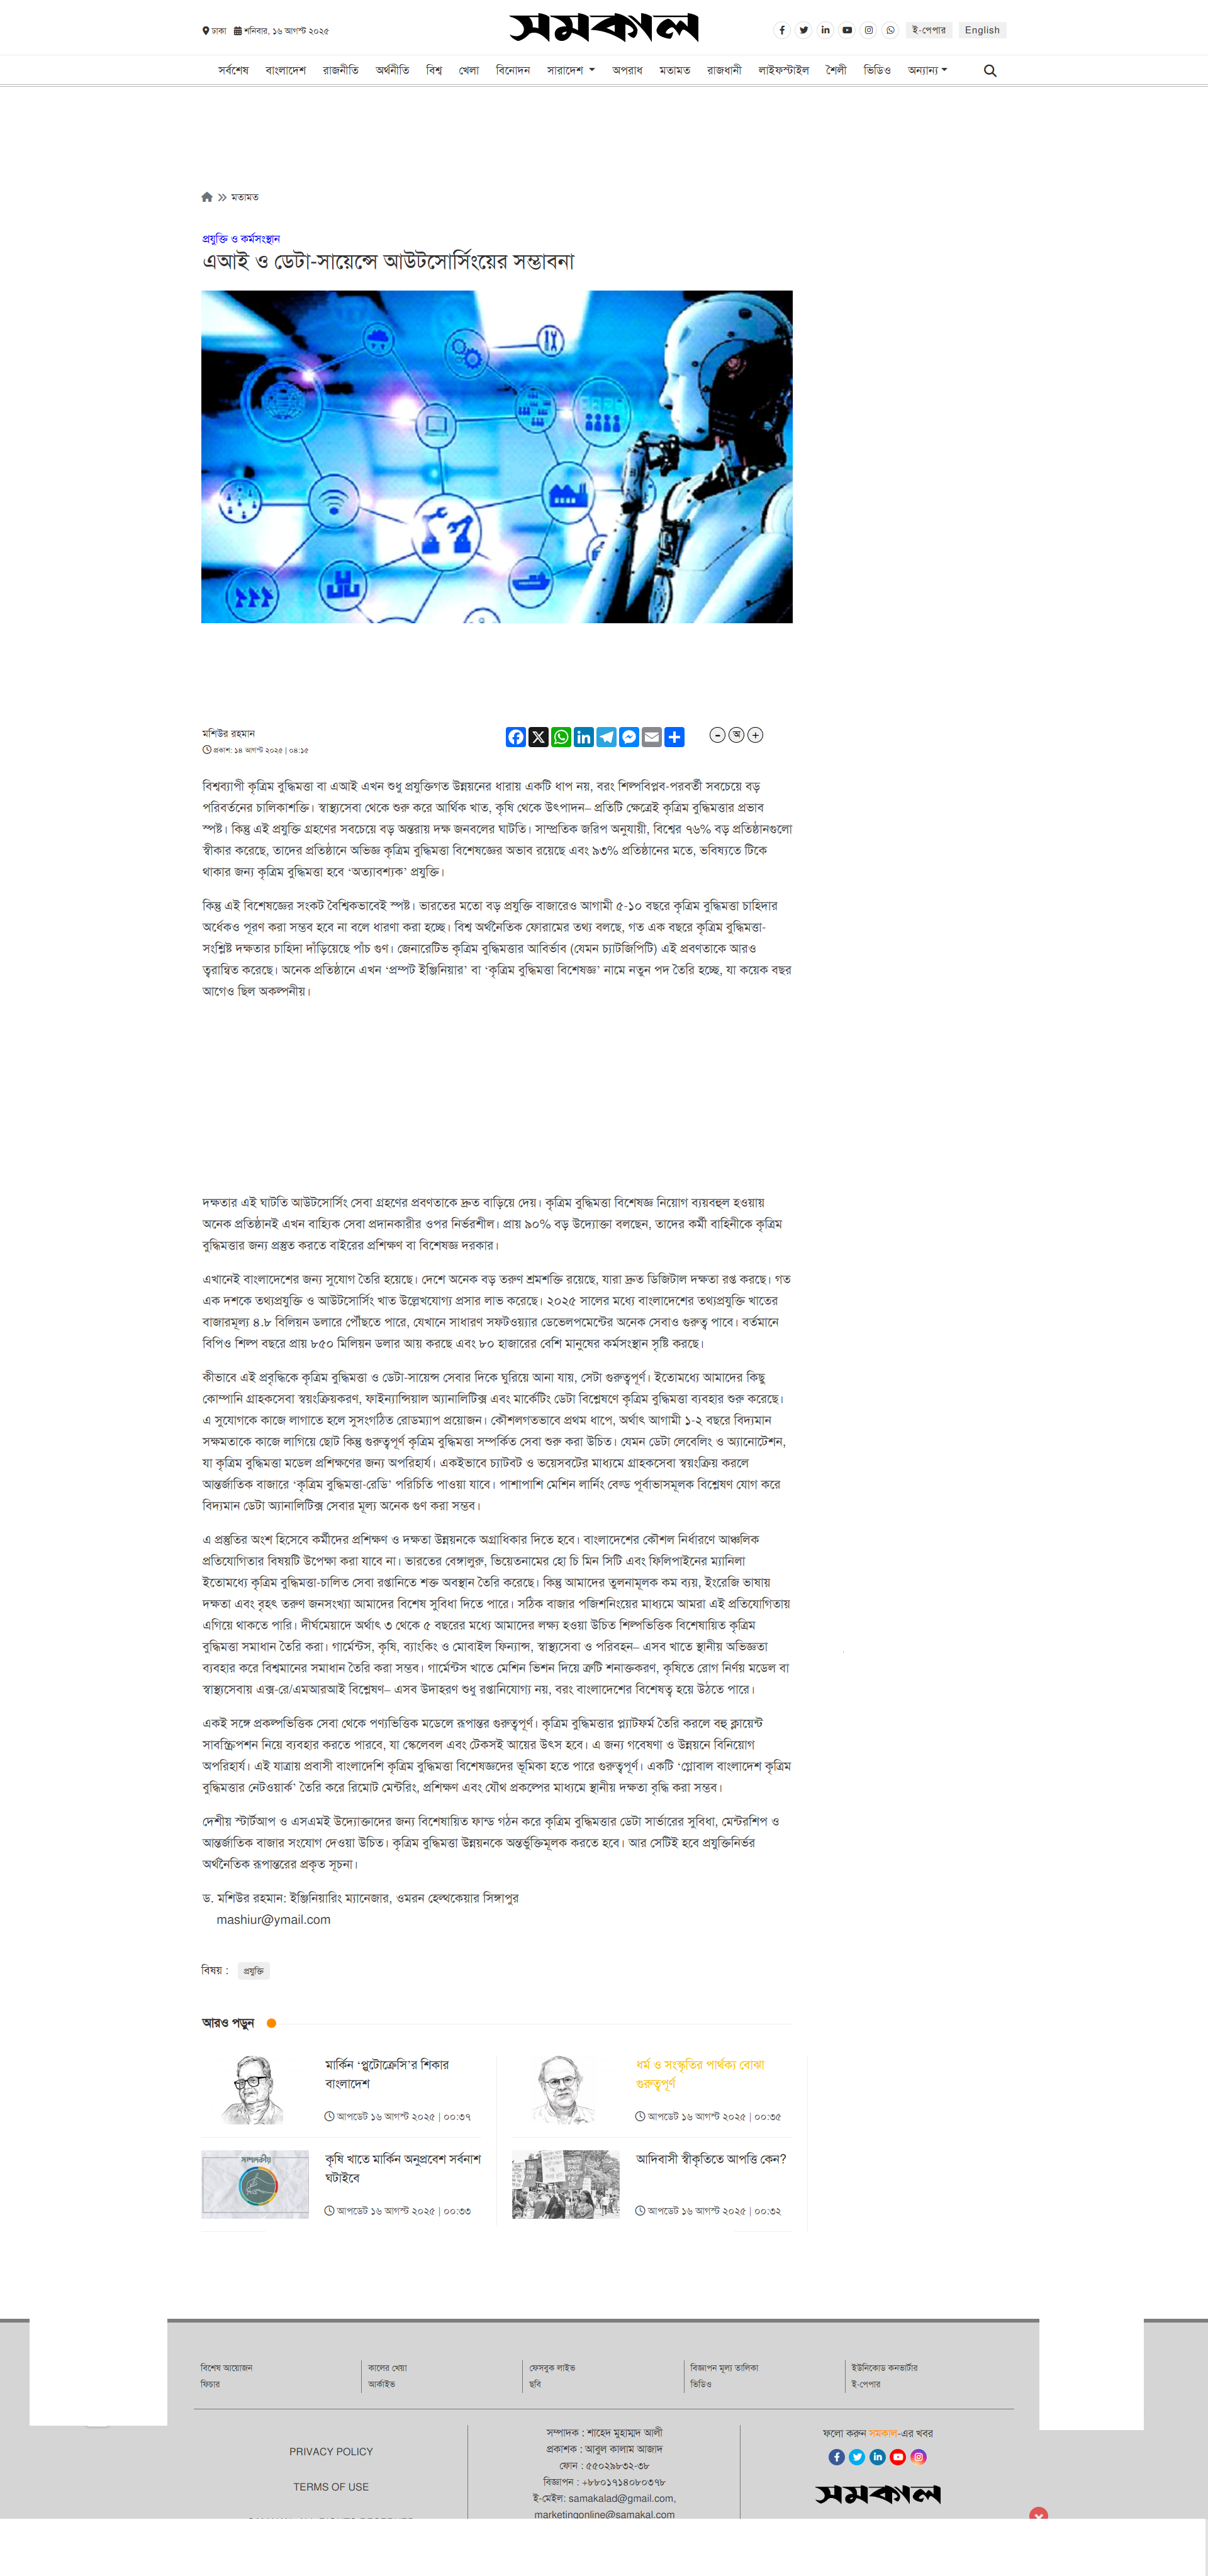 ঢাকা শনিবার, ১৬ আগস্ট ২০২৫
সমকাল
ই-পেপার English
সর্বশেষ বাংলাদেশ রাজনীতি অর্থনীতি বিশ্ব খেলা বিনোদন সারাদেশ অপরাধ মতামত রাজধানী লাইফস্টাইল শৈলী ভিডিও অন্যান্য
মতামত
প্রযুক্তি ও কর্মসংস্থান
এআই ও ডেটা-সায়েন্সে আউটসোর্সিংয়ের সম্ভাবনা
মশিউর রহমান
প্রকাশ: ১৪ আগস্ট ২০২৫ | ০৪:১৫
- অ +
বিশ্বব্যাপী কৃত্রিম বুদ্ধিমত্তা বা এআই এখন শুধু প্রযুক্তিগত উন্নয়নের ধারায় একটি ধাপ নয়, বরং শিল্পবিপ্লব-পরবর্তী সবচেয়ে বড়
পরিবর্তনের চালিকাশক্তি। স্বাস্থ্যসেবা থেকে শুরু করে আর্থিক খাত, কৃষি থেকে উৎপাদন– প্রতিটি ক্ষেত্রেই কৃত্রিম বুদ্ধিমত্তার প্রভাব
স্পষ্ট। কিন্তু এই প্রযুক্তি গ্রহণের সবচেয়ে বড় অন্তরায় দক্ষ জনবলের ঘাটতি। সাম্প্রতিক জরিপ অনুযায়ী, বিশ্বের ৭৬% বড় প্রতিষ্ঠানগুলো
স্বীকার করেছে, তাদের প্রতিষ্ঠানে অভিজ্ঞ কৃত্রিম বুদ্ধিমত্তা বিশেষজ্ঞের অভাব রয়েছে এবং ৯৩% প্রতিষ্ঠানের মতে, ভবিষ্যতে টিকে
থাকার জন্য কৃত্রিম বুদ্ধিমত্তা হবে ‘অত্যাবশ্যক’ প্রযুক্তি।
কিন্তু এই বিশেষজ্ঞের সংকট বৈশ্বিকভাবেই স্পষ্ট। ভারতের মতো বড় প্রযুক্তি বাজারেও আগামী ৫-১০ বছরে কৃত্রিম বুদ্ধিমত্তা চাহিদার
অর্ধেকও পূরণ করা সম্ভব হবে না বলে ধারণা করা হচ্ছে। বিশ্ব অর্থনৈতিক ফোরামের তথ্য বলছে, গত এক বছরে কৃত্রিম বুদ্ধিমত্তা-
সংশ্লিষ্ট দক্ষতার চাহিদা দাঁড়িয়েছে পাঁচ গুণ। জেনারেটিভ কৃত্রিম বুদ্ধিমত্তার আবির্ভাব (যেমন চ্যাটজিপিটি) এই প্রবণতাকে আরও
ত্বরান্বিত করেছে। অনেক প্রতিষ্ঠানে এখন ‘প্রম্পট ইঞ্জিনিয়ার’ বা ‘কৃত্রিম বুদ্ধিমত্তা বিশেষজ্ঞ’ নামে নতুন পদ তৈরি হচ্ছে, যা কয়েক বছর
আগেও ছিল অকল্পনীয়।
দক্ষতার এই ঘাটতি আউটসোর্সিং সেবা গ্রহণের প্রবণতাকে দ্রুত বাড়িয়ে দেয়। কৃত্রিম বুদ্ধিমত্তা বিশেষজ্ঞ নিয়োগ ব্যয়বহুল হওয়ায়
অনেক প্রতিষ্ঠানই এখন বাহ্যিক সেবা প্রদানকারীর ওপর নির্ভরশীল। প্রায় ৯০% বড় উদ্যোক্তা বলছেন, তাদের কর্মী বাহিনীকে কৃত্রিম
বুদ্ধিমত্তার জন্য প্রস্তুত করতে বাইরের প্রশিক্ষণ বা বিশেষজ্ঞ দরকার।
এখানেই বাংলাদেশের জন্য সুযোগ তৈরি হয়েছে। দেশে অনেক বড় তরুণ শ্রমশক্তি রয়েছে, যারা দ্রুত ডিজিটাল দক্ষতা রপ্ত করছে। গত
এক দশকে তথ্যপ্রযুক্তি ও আউটসোর্সিং খাত উল্লেখযোগ্য প্রসার লাভ করেছে। ২০২৫ সালের মধ্যে বাংলাদেশের তথ্যপ্রযুক্তি খাতের
বাজারমূল্য ৪.৮ বিলিয়ন ডলারে পৌঁছতে পারে, যেখানে সাধারণ সফটওয়্যার ডেভেলপমেন্টের অনেক সেবাও গুরুত্ব পাবে। বর্তমানে
বিপিও শিল্প বছরে প্রায় ৮৫০ মিলিয়ন ডলার আয় করছে এবং ৮০ হাজারের বেশি মানুষের কর্মসংস্থান সৃষ্টি করছে।
কীভাবে এই প্রবৃদ্ধিকে কৃত্রিম বুদ্ধিমত্তা ও ডেটা-সায়েন্স সেবার দিকে ঘুরিয়ে আনা যায়, সেটা গুরুত্বপূর্ণ। ইতোমধ্যে আমাদের কিছু
কোম্পানি গ্রাহকসেবা স্বয়ংক্রিয়করণ, ফাইন্যান্সিয়াল অ্যানালিটিক্স এবং মার্কেটিং ডেটা বিশ্লেষণে কৃত্রিম বুদ্ধিমত্তা ব্যবহার শুরু করেছে।
এ সুযোগকে কাজে লাগাতে হলে সুসংগঠিত রোডম্যাপ প্রয়োজন। কৌশলগতভাবে প্রথম ধাপে, অর্থাৎ আগামী ১-২ বছরে বিদ্যমান
সক্ষমতাকে কাজে লাগিয়ে ছোট কিন্তু গুরুত্বপূর্ণ কৃত্রিম বুদ্ধিমত্তা সম্পর্কিত সেবা শুরু করা উচিত। যেমন ডেটা লেবেলিং ও অ্যানোটেশন,
যা কৃত্রিম বুদ্ধিমত্তা মডেল প্রশিক্ষণের জন্য অপরিহার্য। একইভাবে চ্যাটবট ও ভয়েসবটের মাধ্যমে গ্রাহকসেবা স্বয়ংক্রিয় করলে
আন্তর্জাতিক বাজারে ‘কৃত্রিম বুদ্ধিমত্তা-রেডি’ পরিচিতি পাওয়া যাবে। পাশাপাশি মেশিন লার্নিং বেল্ড পূর্বাভাসমূলক বিশ্লেষণ যোগ করে
বিদ্যমান ডেটা অ্যানালিটিক্স সেবার মূল্য অনেক গুণ করা সম্ভব।
এ প্রস্তুতির অংশ হিসেবে কর্মীদের প্রশিক্ষণ ও দক্ষতা উন্নয়নকে অগ্রাধিকার দিতে হবে। বাংলাদেশের কৌশল নির্ধারণে আঞ্চলিক
প্রতিযোগিতার বিষয়টি উপেক্ষা করা যাবে না। ভারতের বেঙ্গালুরু, ভিয়েতনামের হো চি মিন সিটি এবং ফিলিপাইনের ম্যানিলা
ইতোমধ্যে কৃত্রিম বুদ্ধিমত্তা-চালিত সেবা রপ্তানিতে শক্ত অবস্থান তৈরি করেছে। কিন্তু আমাদের তুলনামূলক কম ব্যয়, ইংরেজি ভাষায়
দক্ষতা এবং বৃহৎ তরুণ জনসংখ্যা আমাদের বিশেষ সুবিধা দিতে পারে। সঠিক বাজার পজিশনিংয়ের মাধ্যমে আমরা এই প্রতিযোগিতায়
এগিয়ে থাকতে পারি। দীর্ঘমেয়াদে অর্থাৎ ৩ থেকে ৫ বছরের মধ্যে আমাদের লক্ষ্য হওয়া উচিত শিল্পভিত্তিক বিশেষায়িত কৃত্রিম
বুদ্ধিমত্তা সমাধান তৈরি করা। গার্মেন্টস, কৃষি, ব্যাংকিং ও মোবাইল ফিন্যান্স, স্বাস্থ্যসেবা ও পরিবহন– এসব খাতে স্থানীয় অভিজ্ঞতা
ব্যবহার করে বিশ্বমানের সমাধান তৈরি করা সম্ভব। গার্মেন্টস খাতে মেশিন ভিশন দিয়ে ত্রুটি শনাক্তকরণ, কৃষিতে রোগ নির্ণয় মডেল বা
স্বাস্থ্যসেবায় এক্স-রে/এমআরআই বিশ্লেষণ– এসব উদাহরণ শুধু রপ্তানিযোগ্য নয়, বরং বাংলাদেশের বিশেষত্ব হয়ে উঠতে পারে।
একই সঙ্গে প্রকল্পভিত্তিক সেবা থেকে পণ্যভিত্তিক মডেলে রূপান্তর গুরুত্বপূর্ণ। কৃত্রিম বুদ্ধিমত্তার প্ল্যাটফর্ম তৈরি করলে বহু ক্লায়েন্ট
সাবস্ক্রিপশন নিয়ে ব্যবহার করতে পারবে, যা স্কেলেবল এবং টেকসই আয়ের উৎস হবে। এ জন্য গবেষণা ও উন্নয়নে বিনিয়োগ
অপরিহার্য। এই যাত্রায় প্রবাসী বাংলাদেশি কৃত্রিম বুদ্ধিমত্তা বিশেষজ্ঞদের ভূমিকা হতে পারে গুরুত্বপূর্ণ। একটি ‘গ্লোবাল বাংলাদেশ কৃত্রিম
বুদ্ধিমত্তার নেটওয়ার্ক’ তৈরি করে রিমোট মেন্টরিং, প্রশিক্ষণ এবং যৌথ প্রকল্পের মাধ্যমে স্থানীয় দক্ষতা বৃদ্ধি করা সম্ভব।
দেশীয় স্টার্টআপ ও এসএমই উদ্যোক্তাদের জন্য বিশেষায়িত ফান্ড গঠন করে কৃত্রিম বুদ্ধিমত্তার ডেটা সার্ভারের সুবিধা, মেন্টরশিপ ও
আন্তর্জাতিক বাজার সংযোগ দেওয়া উচিত। কৃত্রিম বুদ্ধিমত্তা উন্নয়নকে অন্তর্ভুক্তিমূলক করতে হবে। আর সেটিই হবে প্রযুক্তিনির্ভর
অর্থনৈতিক রূপান্তরের প্রকৃত সূচনা।
ড. মশিউর রহমান: ইঞ্জিনিয়ারিং ম্যানেজার, ওমরন হেল্থকেয়ার সিঙ্গাপুর
mashiur@ymail.com
বিষয় : প্রযুক্তি
আরও পড়ুন
মার্কিন ‘প্লুটোক্রেসি’র শিকার
বাংলাদেশ
আপডেট ১৬ আগস্ট ২০২৫ | ০০:৩৭
ধর্ম ও সংস্কৃতির পার্থক্য বোঝা
গুরুত্বপূর্ণ
আপডেট ১৬ আগস্ট ২০২৫ | ০০:৩৫
সম্পাদকীয়
কৃষি খাতে মার্কিন অনুপ্রবেশ সর্বনাশ
ঘটাইবে
আপডেট ১৬ আগস্ট ২০২৫ | ০০:৩৩
আদিবাসী স্বীকৃতিতে আপত্তি কেন?
আপডেট ১৬ আগস্ট ২০২৫ | ০০:৩২
বিশেষ আয়োজন কালের খেয়া ফেসবুক লাইভ বিজ্ঞাপন মূল্য তালিকা ইউনিকোড কনভার্টার
ফিচার আর্কাইভ ছবি ভিডিও ই-পেপার
PRIVACY POLICY
TERMS OF USE
সম্পাদক : শাহেদ মুহাম্মদ আলী
প্রকাশক : আবুল কালাম আজাদ
ফোন : ৫৫০২৯৮৩২-৩৮
বিজ্ঞাপন : +৮৮০১৭১৪০৮০৩৭৮
ই-মেইল: samakalad@gmail.com,
marketingonline@samakal.com
ফলো করুন সমকাল-এর খবর
সমকাল